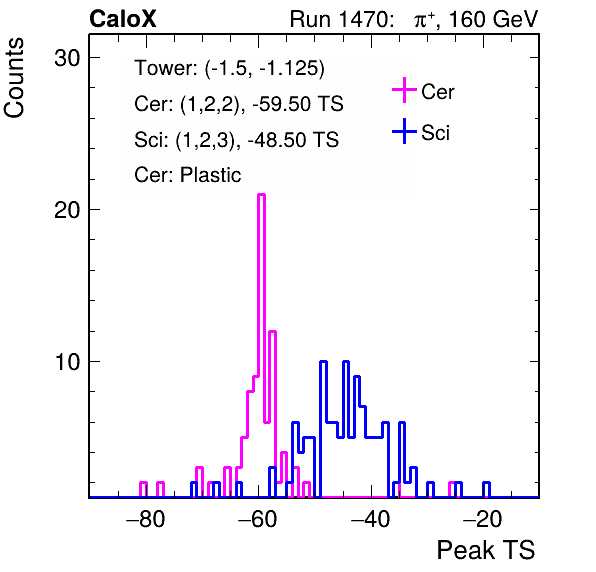 CaloX Run 1470: π⁺, 160 GeV
Counts
30
Tower: (-1.5, -1.125)
Cer: (1,2,2), -59.50 TS
Sci: (1,2,3), -48.50 TS
Cer: Plastic
Cer
Sci
20
10
−80 −60 −40 −20
Peak TS